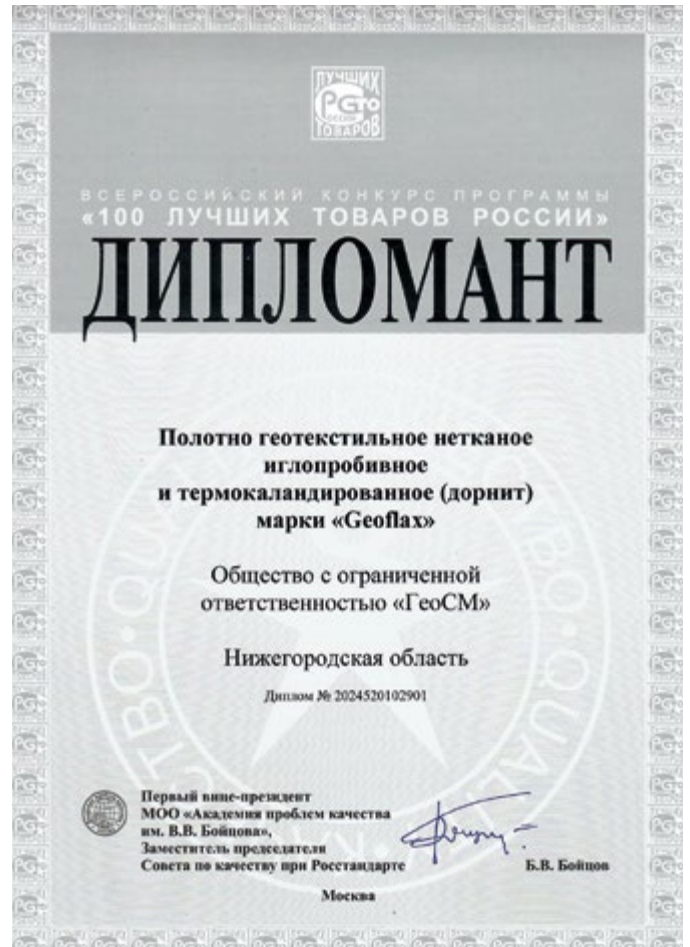 ЛУЧШИХ
PGТО
РОССИИ
ТОВАРОВ
ВСЕРОССИЙСКИЙ КОНКУРС ПРОГРАММЫ
«100 ЛУЧШИХ ТОВАРОВ РОССИИ»
ДИПЛОМАНТ
Полотно геотекстильное нетканое
иглопробивное
и термокаландированное (дорнит)
марки «Geoflax»
Общество с ограниченной
ответственностью «ГеоСМ»
Нижегородская область
Диплом № 2024520102901
Первый вице-президент
МОО «Академия проблем качества
им. В.В. Бойцова»,
Заместитель председателя
Совета по качеству при Росстандарте
Б.В. Бойцов
Москва